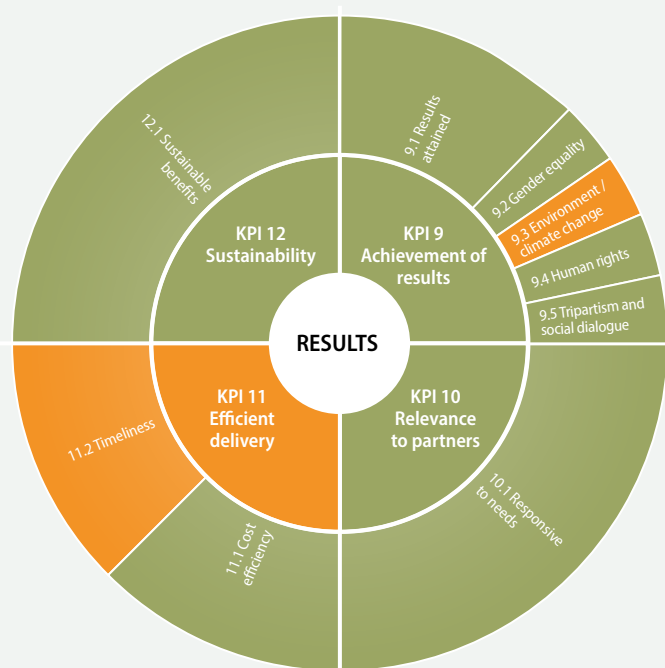 RESULTS
KPI 9
Achievement of
results
9.1 Results
attained
9.2 Gender equality
9.3 Environment /
climate change
9.4 Human rights
9.5 Tripartism and
social dialogue
KPI 10
Relevance
to partners
10.1 Responsive
to needs
KPI 11
Efficient
delivery
11.1 Cost
efficiency
11.2 Timeliness
KPI 12
Sustainability
12.1 Sustainable
benefits